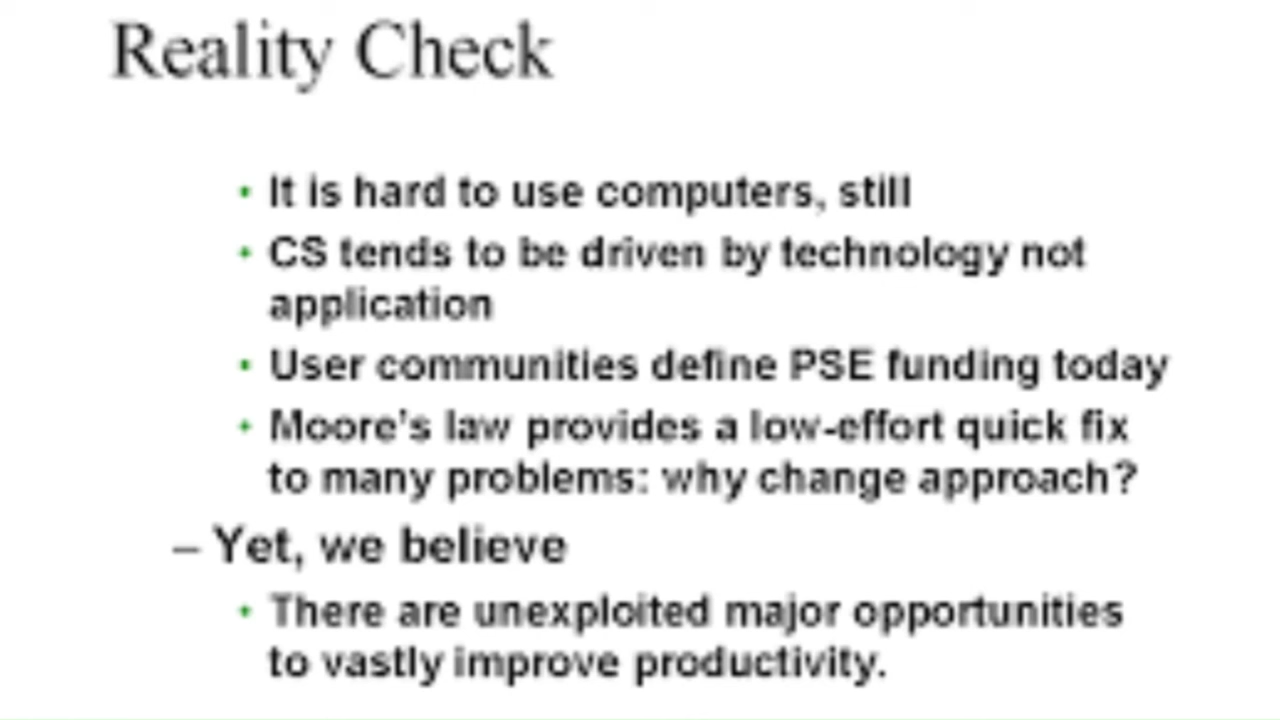 Reality Check
• It is hard to use computers, still
• CS tends to be driven by technology not
application
• User communities define PSE funding today
• Moore's law provides a low-effort quick fix
to many problems: why change approach?
– Yet, we believe
• There are unexploited major opportunities
to vastly improve productivity.